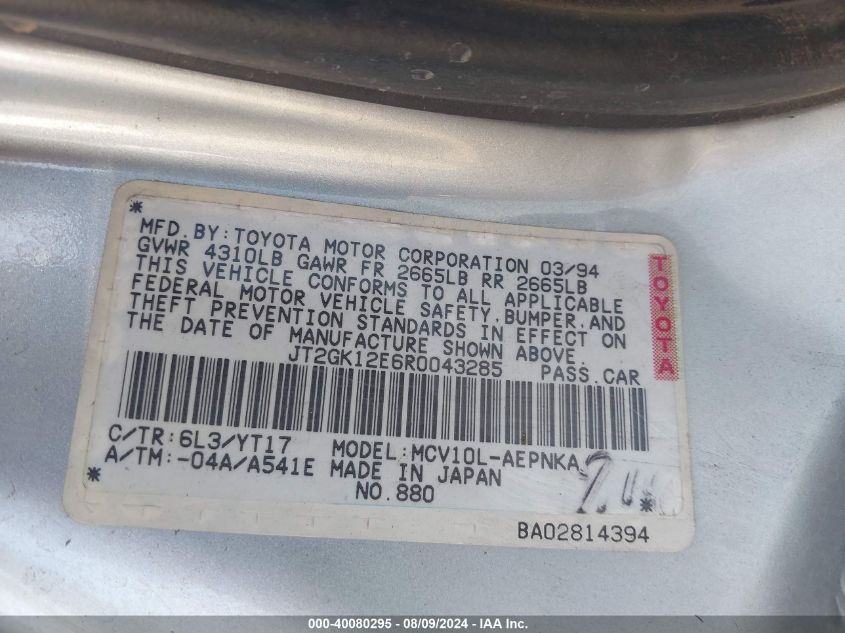 *
MFD. BY: TOYOTA MOTOR CORPORATION 03/94
GVWR 4310LB GAWR FR 2665LB RR 2665LB
THIS VEHICLE CONFORMS TO ALL APPLICABLE
FEDERAL MOTOR VEHICLE SAFETY, BUMPER, AND
THEFT PREVENTION STANDARDS IN EFFECT ON
THE DATE OF MANUFACTURE SHOWN ABOVE.
JT2GK12E6R0043285 PASS. CAR
TOYOTA
C/TR: 6L3/YT17 MODEL: MCV10L-AEPNKA
A/TM: -04A/A541E MADE IN JAPAN
* NO. 880 *
BA02814394
000-40080295 - 08/09/2024 - IAA Inc.